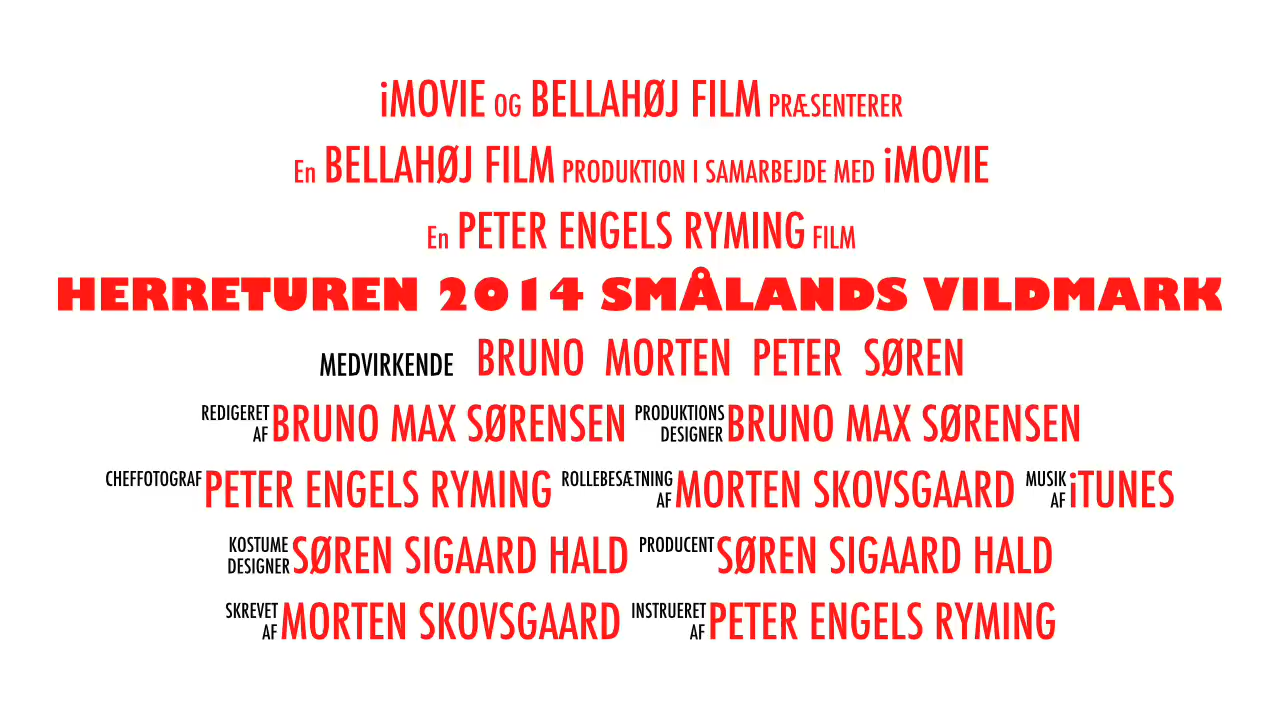 iMOVIE OG BELLAHØJ FILM PRÆSENTERER
En BELLAHØJ FILM PRODUKTION I SAMARBEJDE MED iMOVIE
En PETER ENGELS RYMING FILM
HERRETUREN 2014 SMÅLANDS VILDMARK
MEDVIRKENDE BRUNO MORTEN PETER SØREN
REDIGERET AF BRUNO MAX SØRENSEN PRODUKTIONS DESIGNER BRUNO MAX SØRENSEN
CHEFFOTOGRAF PETER ENGELS RYMING ROLLEBESÆTNING AF MORTEN SKOVSGAARD MUSIK AF iTUNES
KOSTUME DESIGNER SØREN SIGAARD HALD PRODUCENT SØREN SIGAARD HALD
SKREVET AF MORTEN SKOVSGAARD INSTRUERET AF PETER ENGELS RYMING